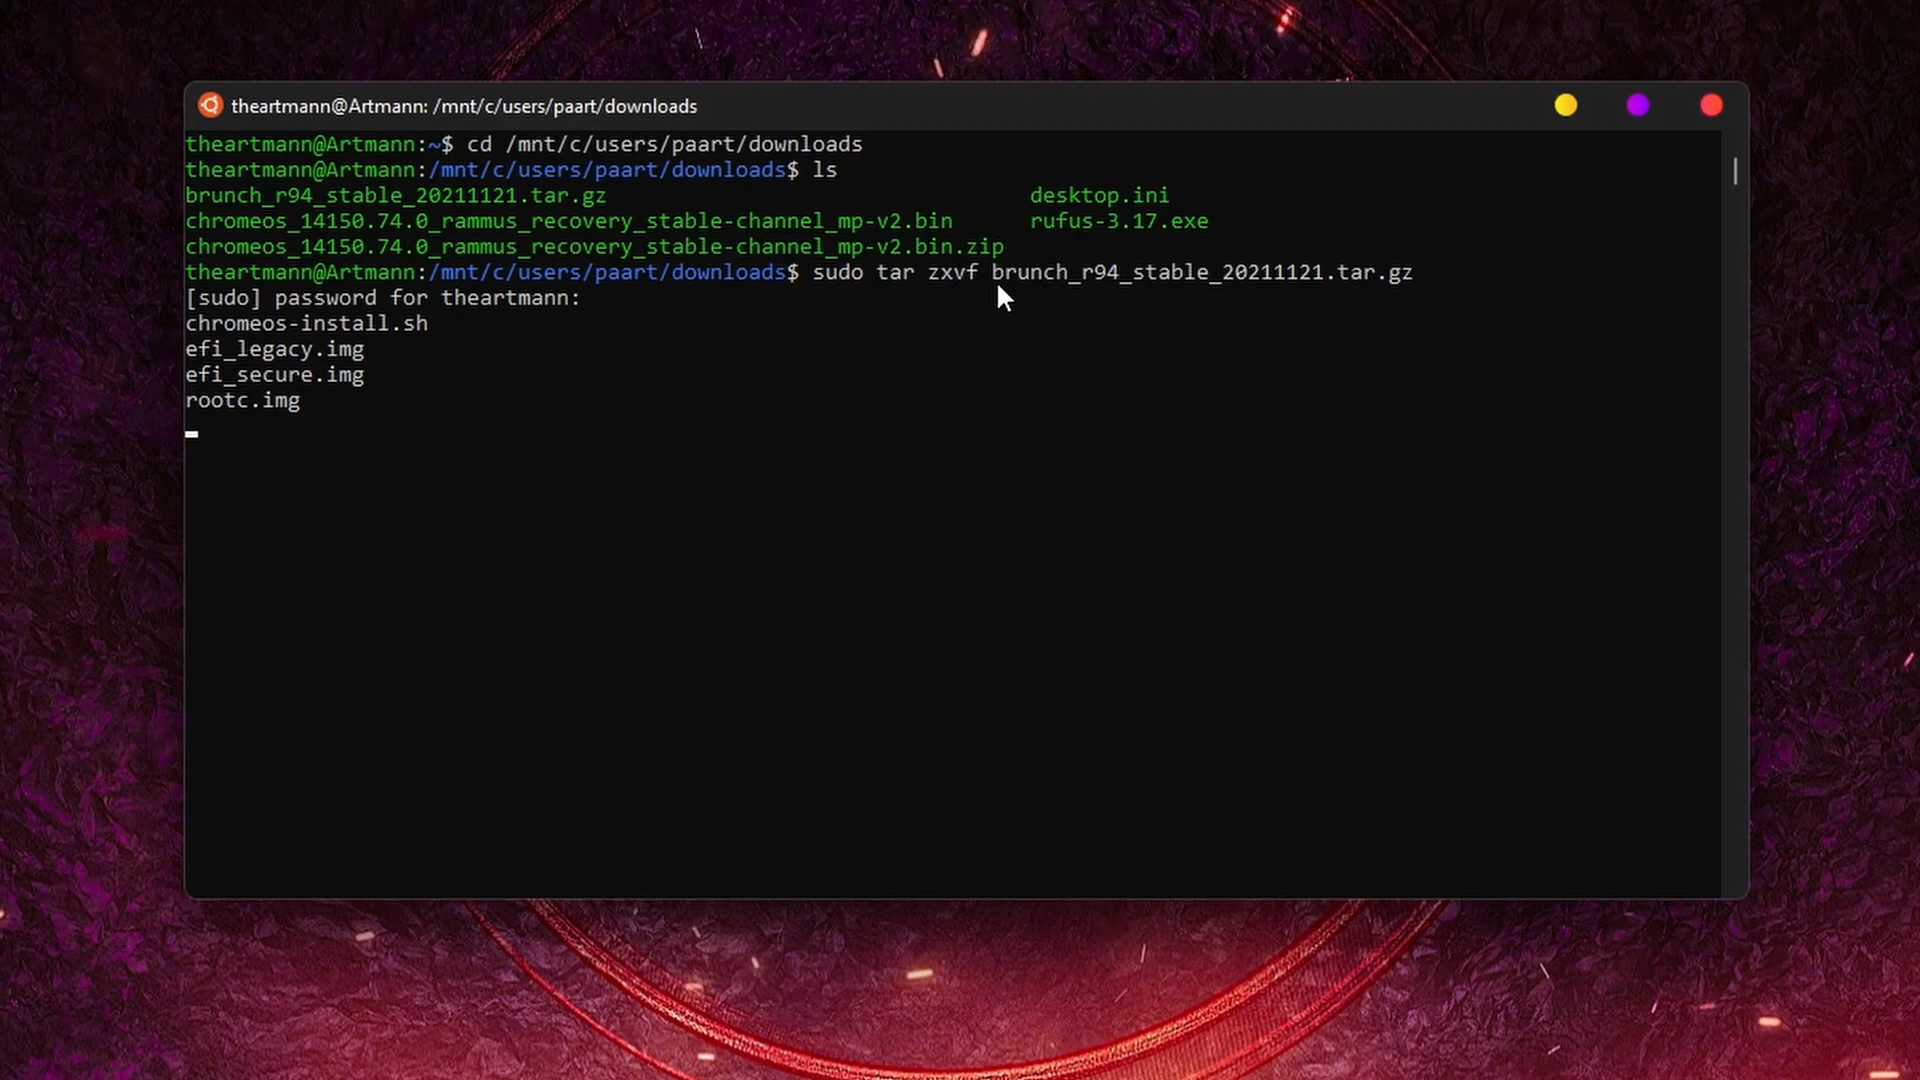 theartmann@Artmann: /mnt/c/users/paart/downloads
theartmann@Artmann:~$ cd /mnt/c/users/paart/downloads
theartmann@Artmann:/mnt/c/users/paart/downloads$ ls
brunch_r94_stable_20211121.tar.gz desktop.ini
chromeos_14150.74.0_rammus_recovery_stable-channel_mp-v2.bin rufus-3.17.exe
chromeos_14150.74.0_rammus_recovery_stable-channel_mp-v2.bin.zip
theartmann@Artmann:/mnt/c/users/paart/downloads$ sudo tar zxvf brunch_r94_stable_20211121.tar.gz
[sudo] password for theartmann:
chromeos-install.sh
efi_legacy.img
efi_secure.img
rootc.img